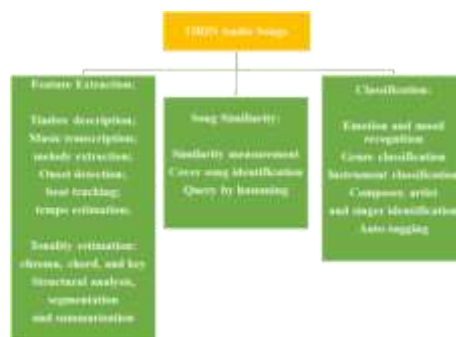 Audio Songs
Feature Extraction:
Timbre description;
Music transcription;
melody extraction;
Onset detection;
beat tracking;
tempo estimation;
Tonality estimation:
chroma, chord, and key
Structural analysis,
segmentation
and summarization
Song Similarity:
Similarity measurement
Cover song identification
Query by humming
Classification:
Emotion and mood
recognition
Genre classification
Instrument classification
Composer, artist
and singer identification
Auto-tagging